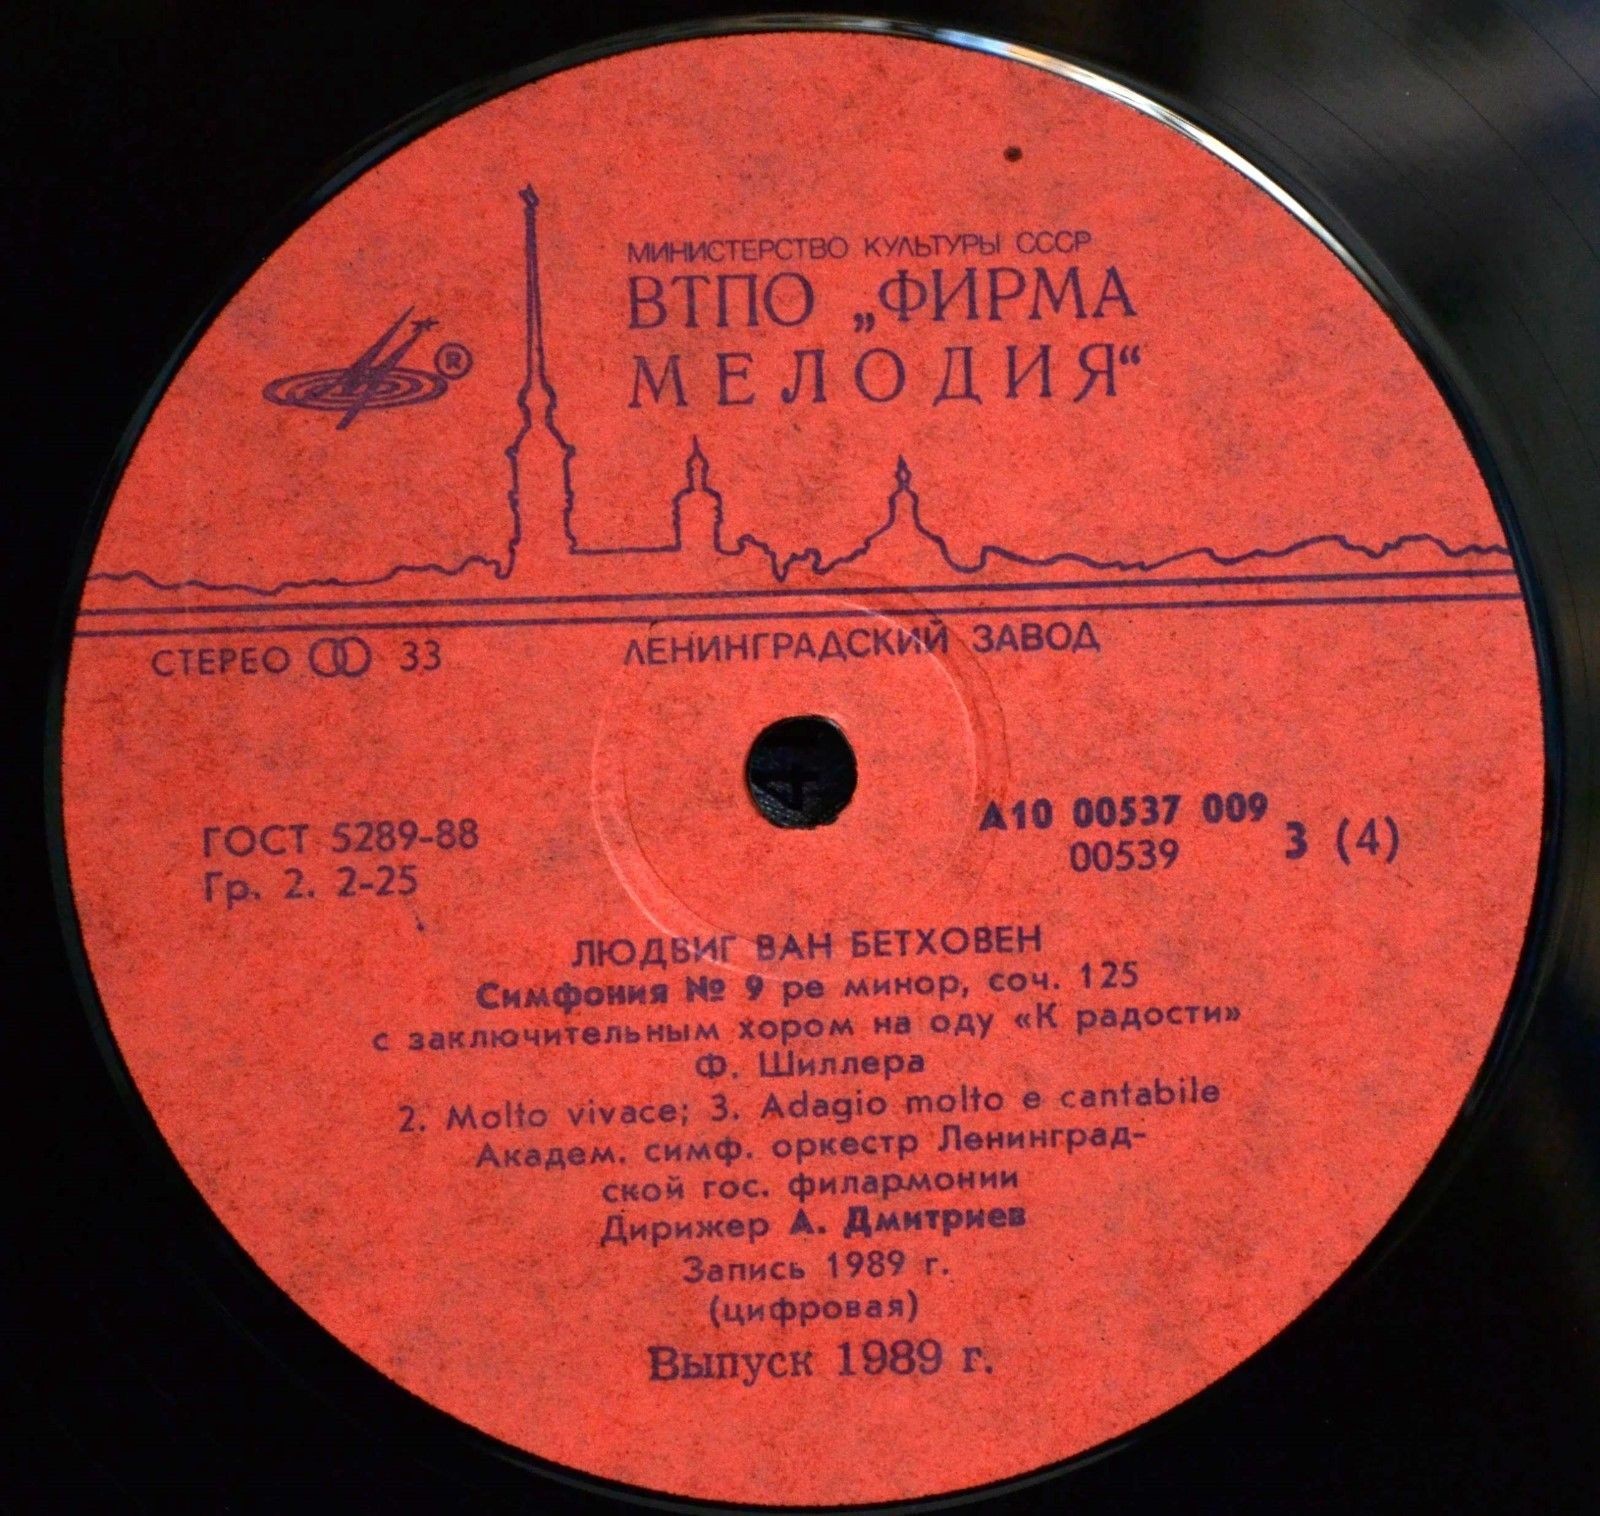 МИНИСТЕРСТВО КУЛЬТУРЫ СССР
ВТПО „ФИРМА
МЕЛОДИЯ“
®
СТЕРЕО 33
ЛЕНИНГРАДСКИЙ ЗАВОД
ГОСТ 5289-88
Гр. 2. 2-25
А10 00537 009
00539
3 (4)
ЛЮДВИГ ВАН БЕТХОВЕН
Симфония № 9 ре минор, соч. 125
с заключительным хором на оду «К радости»
Ф. Шиллера
2. Molto vivace; 3. Adagio molto e cantabile
Академ. симф. оркестр Ленинград-
ской гос. филармонии
Дирижер А. Дмитриев
Запись 1989 г.
(цифровая)
Выпуск 1989 г.